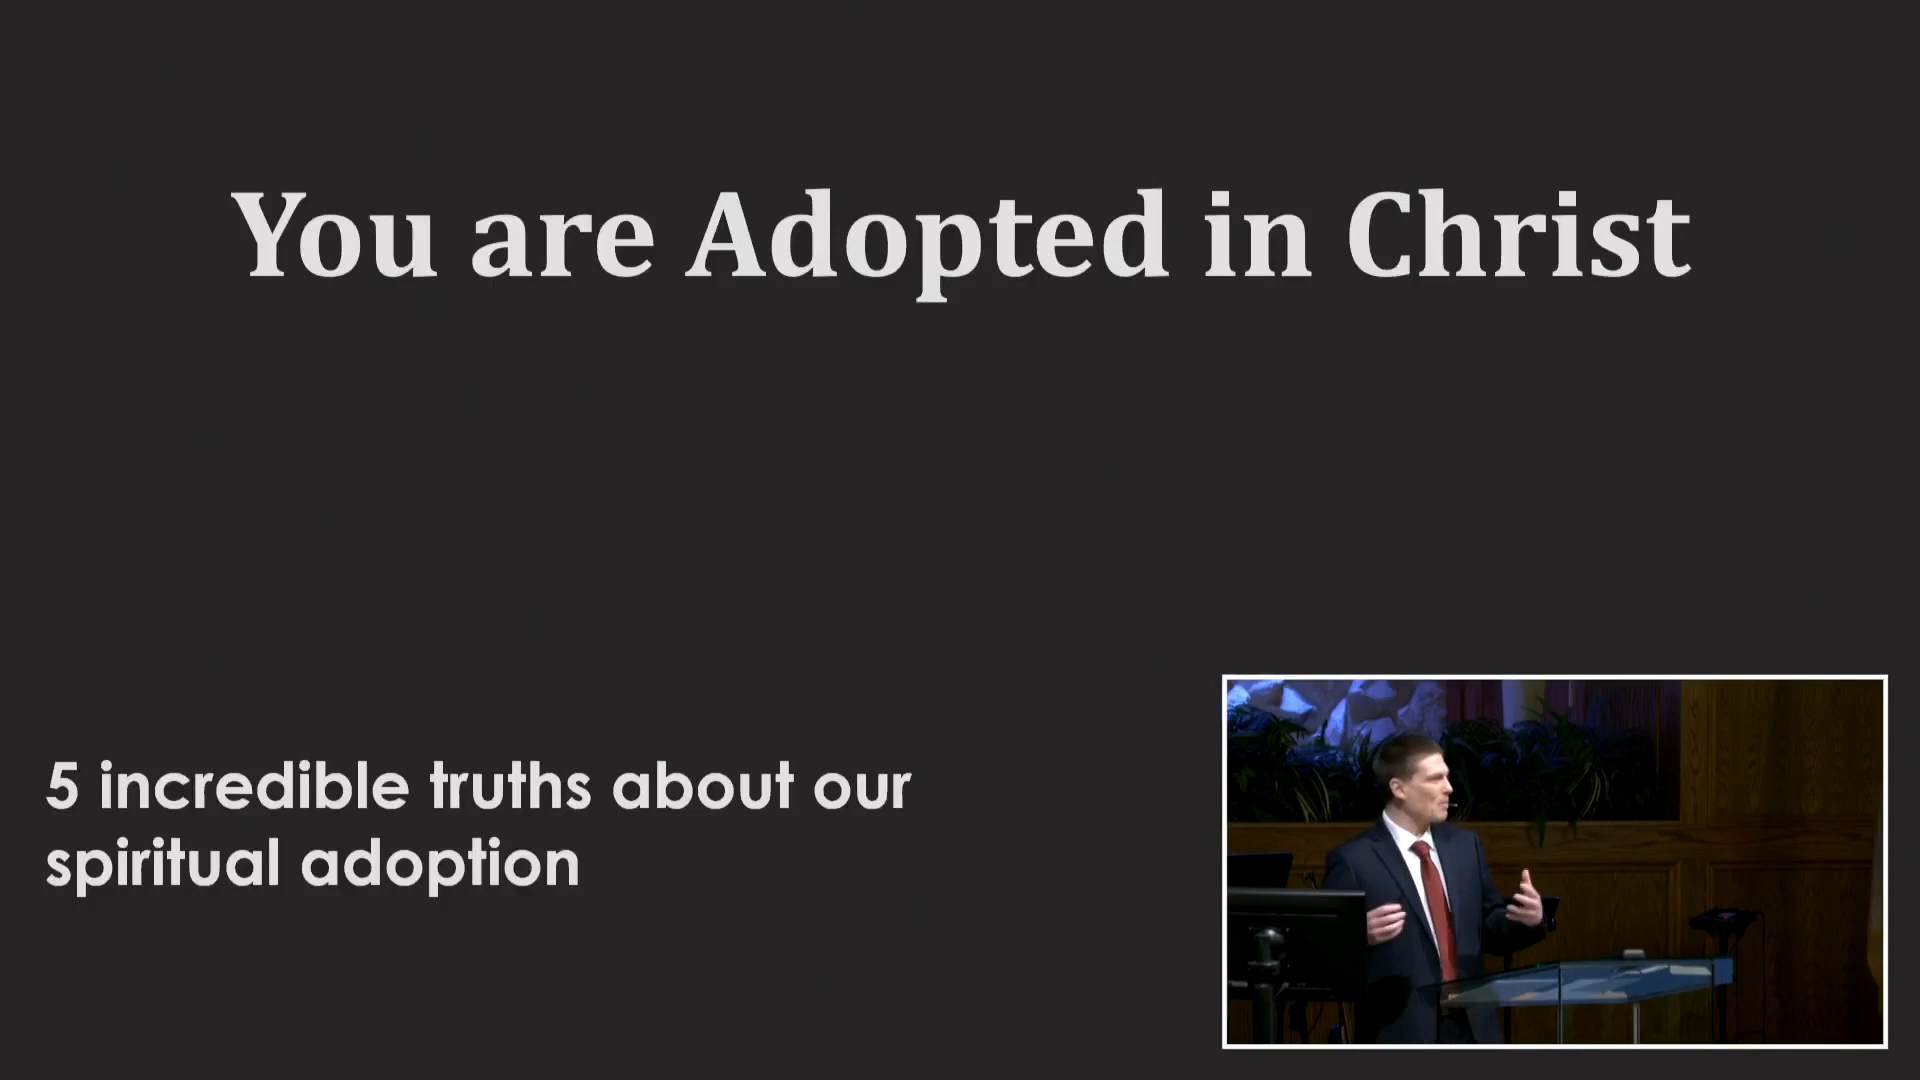 You are Adopted in Christ
5 incredible truths about our
spiritual adoption